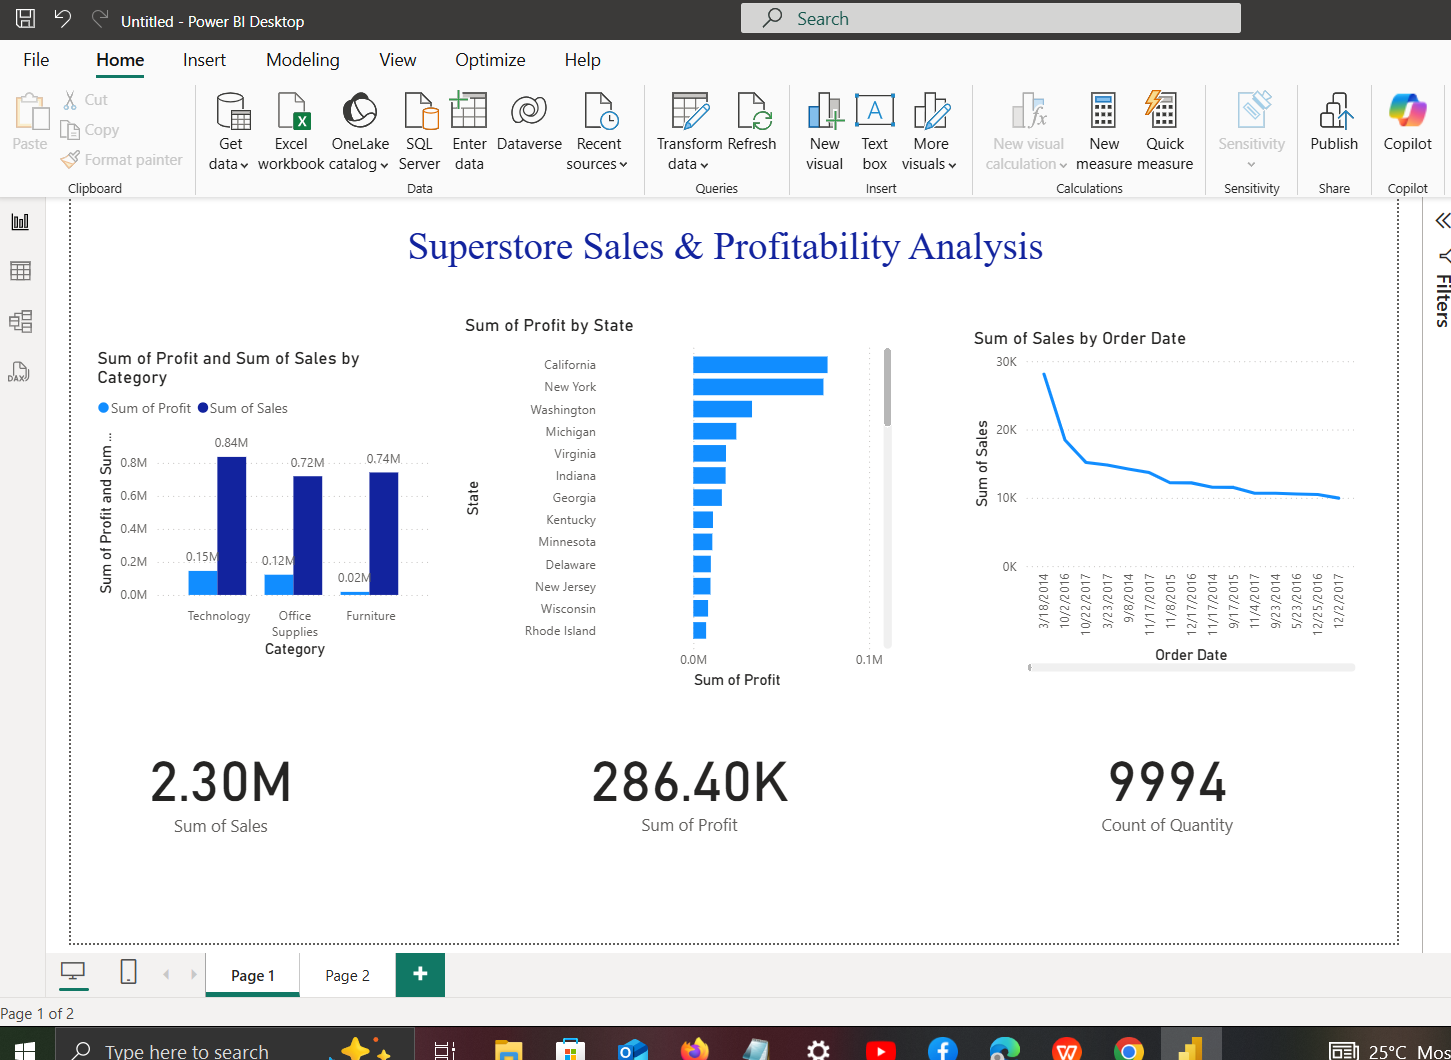 Untitled - Power BI Desktop
Search
File Home Insert Modeling View Optimize Help
Paste
Cut
Copy
Format painter
Clipboard
Get data
Excel workbook
OneLake catalog
SQL Server
Enter data
Dataverse
Recent sources
Data
Transform data
Refresh
Queries
New visual
Text box
More visuals
Insert
New visual calculation
New measure
Quick measure
Calculations
Sensitivity
Sensitivity
Publish
Share
Copilot
Copilot
DAX
Filters
Superstore Sales & Profitability Analysis
Sum of Profit and Sum of Sales by
Category
Sum of Profit Sum of Sales
Sum of Profit and Sum ...
0.8M
0.6M
0.4M
0.2M
0.0M
0.84M
0.72M
0.74M
0.15M
0.12M
0.02M
Technology
Office
Supplies
Furniture
Category
Sum of Profit by State
State
California
New York
Washington
Michigan
Virginia
Indiana
Georgia
Kentucky
Minnesota
Delaware
New Jersey
Wisconsin
Rhode Island
0.0M 0.1M
Sum of Profit
Sum of Sales by Order Date
Sum of Sales
30K
20K
10K
0K
3/18/2014
10/2/2016
10/22/2017
3/23/2017
9/8/2014
11/17/2017
11/8/2015
12/17/2016
11/17/2014
9/17/2015
11/4/2017
9/23/2014
5/23/2016
12/25/2016
12/2/2017
Order Date
2.30M
Sum of Sales
286.40K
Sum of Profit
9994
Count of Quantity
Page 1 Page 2
Page 1 of 2
Type here to search
25°C Mos